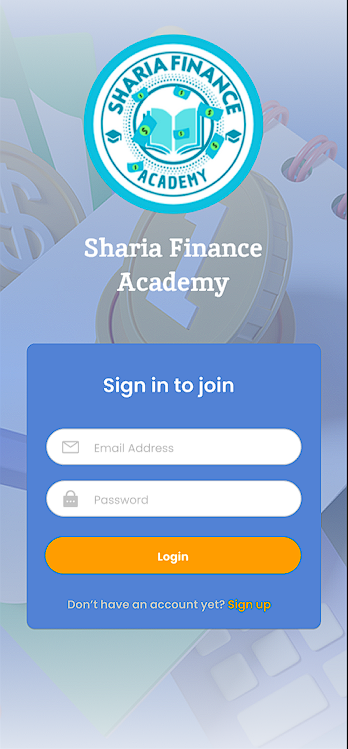 SHARIA FINANCE
ACADEMY
Sharia Finance
Academy
Sign in to join
Email Address
Password
Login
Don't have an account yet? Sign up